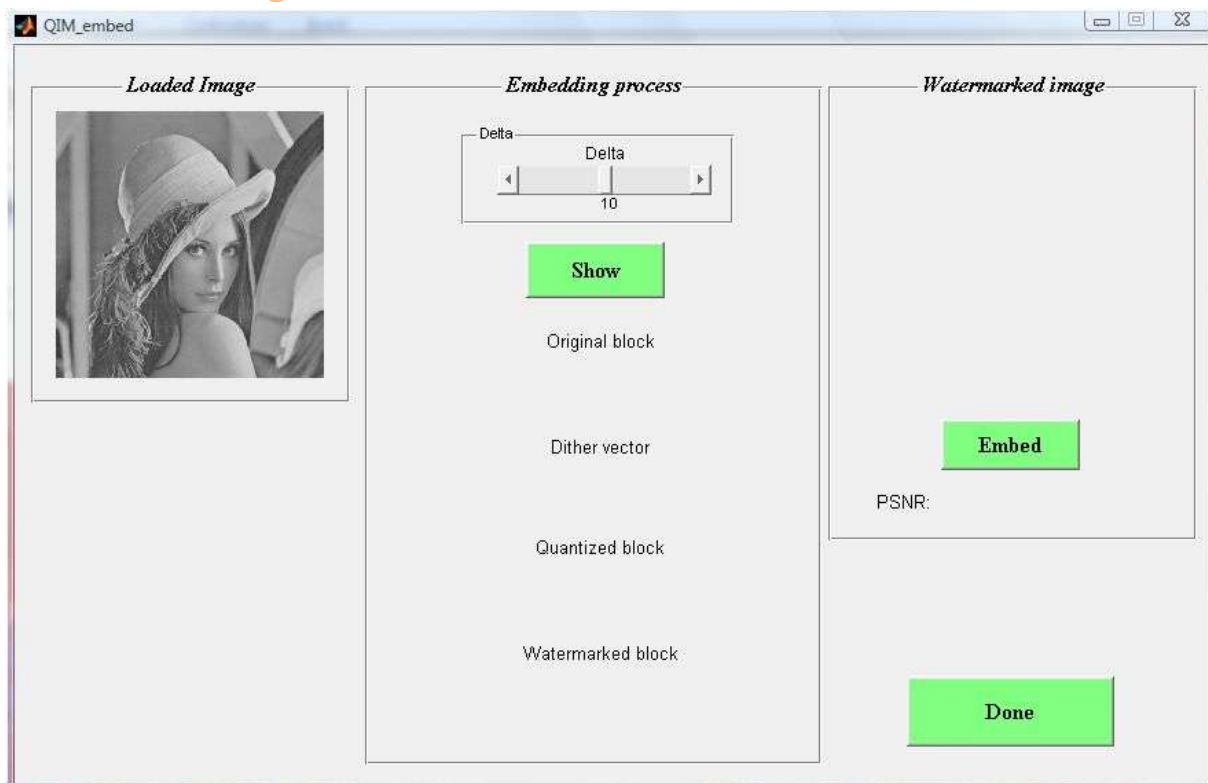 QIM_embed
Loaded Image
Embedding process
Delta
Delta
10
Show
Original block
Dither vector
Quantized block
Watermarked block
Watermarked image
Embed
PSNR:
Done